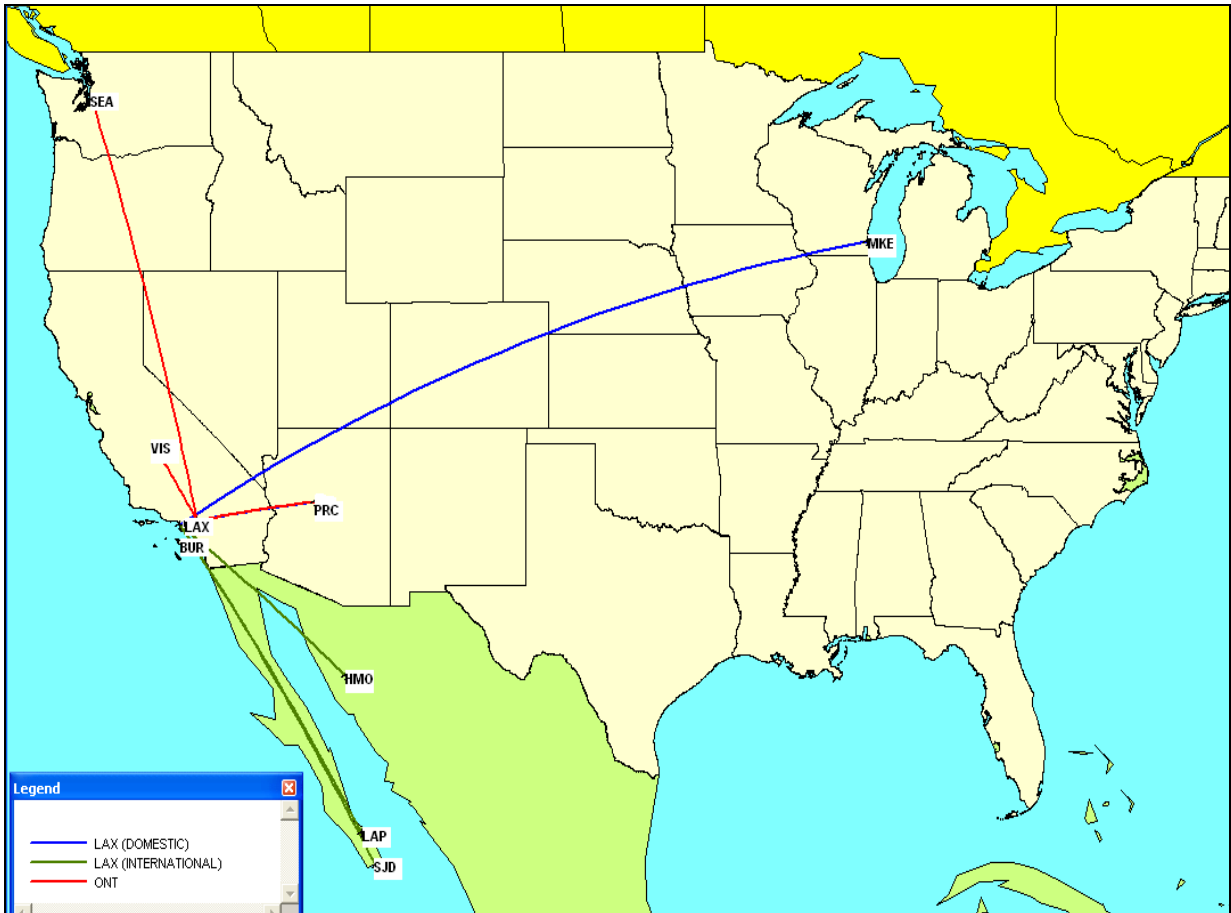 SEA
MKE
VIS
PRC
LAX
BUR
HMO
LAP
SJD
Legend
LAX (DOMESTIC)
LAX (INTERNATIONAL)
ONT